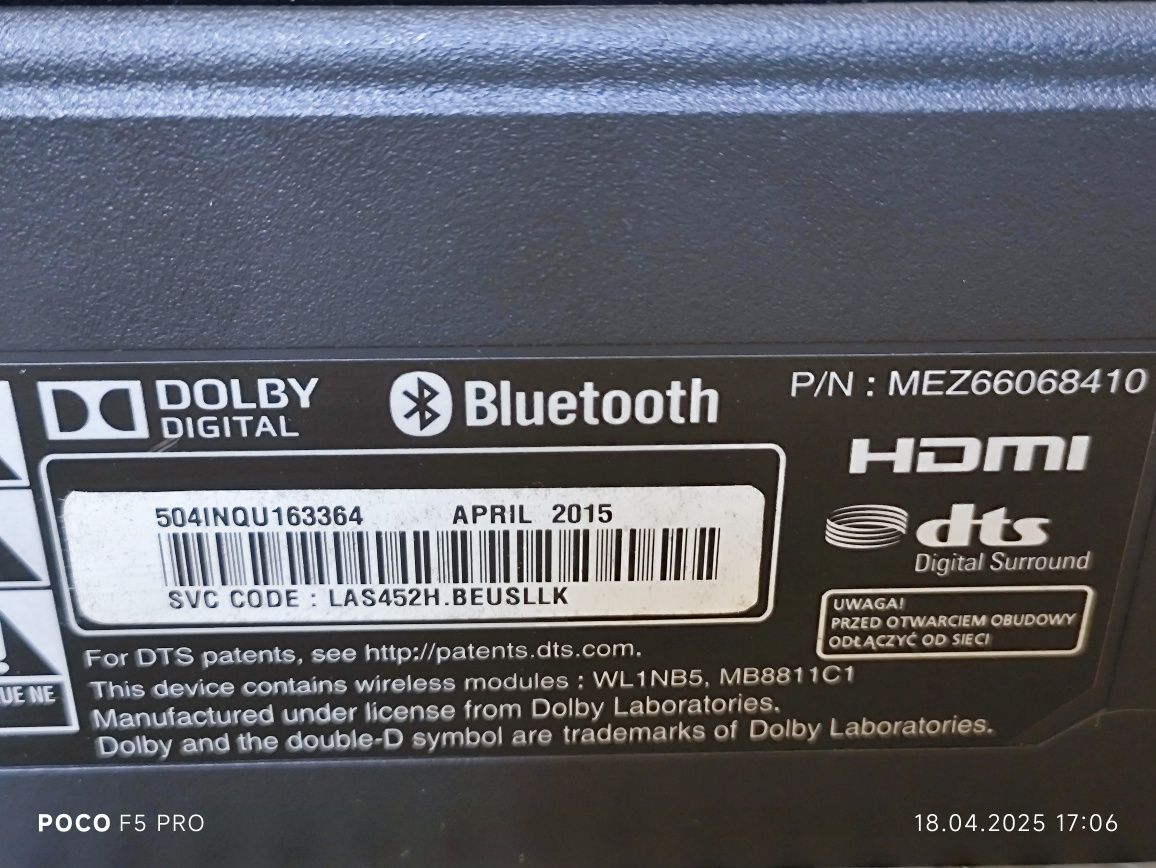 DOLBY
DIGITAL
Bluetooth
P/N : MEZ66068410
HDMI
dts
Digital Surround
504INQU163364 APRIL 2015
SVC CODE : LAS452H.BEUSLLK
UWAGA!
PRZED OTWARCIEM OBUDOWY
ODŁĄCZYĆ OD SIECI
For DTS patents, see http://patents.dts.com.
This device contains wireless modules : WL1NB5, MB8811C1
Manufactured under license from Dolby Laboratories.
Dolby and the double-D symbol are trademarks of Dolby Laboratories.
UE NE
POCO F5 PRO
18.04.2025 17:06